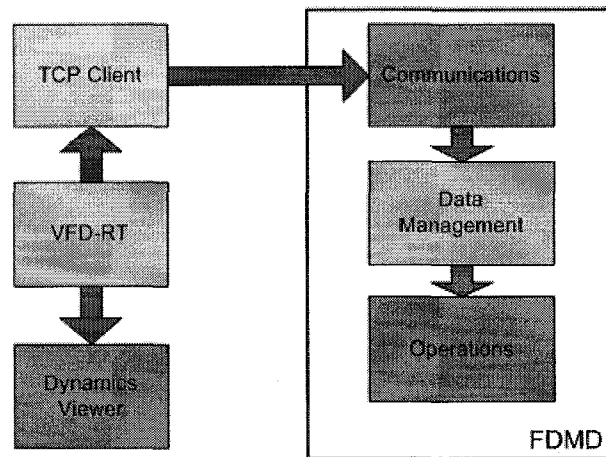 TCP Client
Communications
VFD-RT
Data
Management
Dynamics
Viewer
Operations
FDMD